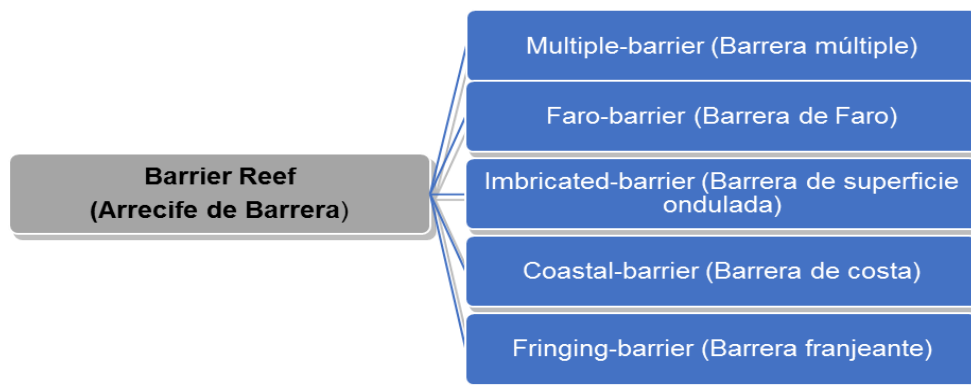 Barrier Reef
(Arrecife de Barrera)
Multiple-barrier (Barrera múltiple)
Faro-barrier (Barrera de Faro)
Imbricated-barrier (Barrera de superficie
ondulada)
Coastal-barrier (Barrera de costa)
Fringing-barrier (Barrera franjeante)